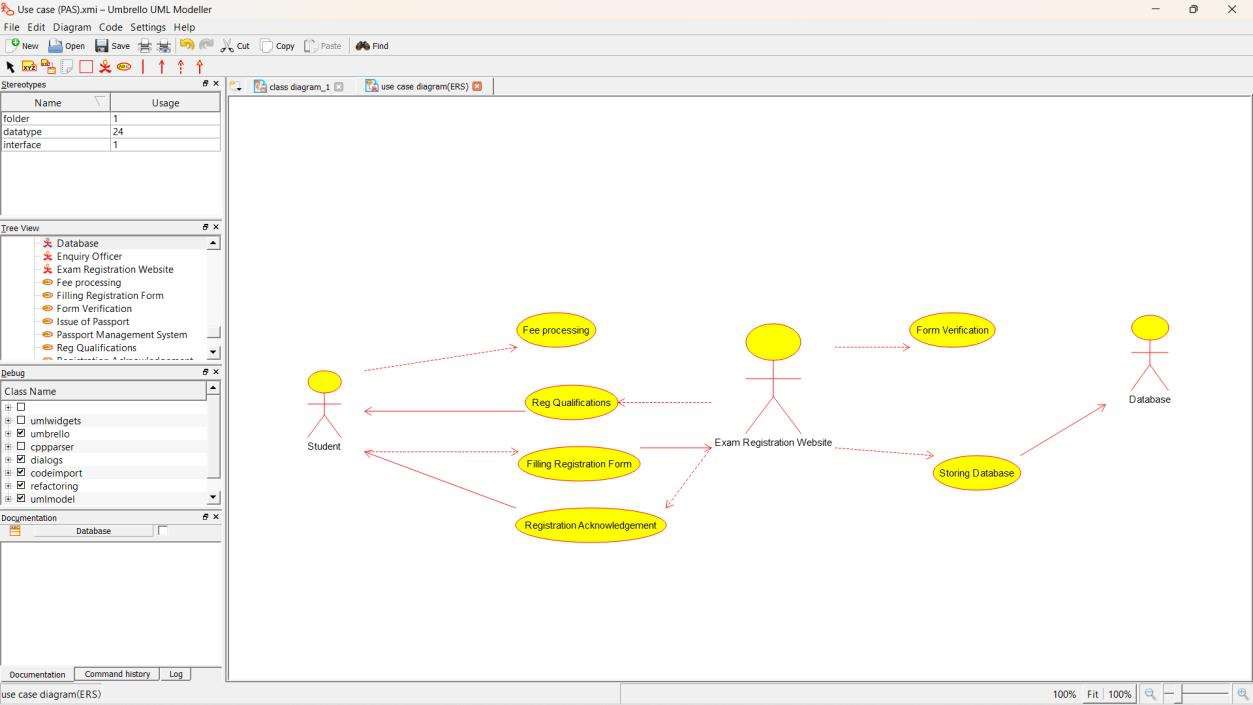 Use case (PAS).xmi – Umbrello UML Modeller
File Edit Diagram Code Settings Help
New Open Save Cut Copy Paste Find
XYZ
Stereotypes
class diagram_1
use case diagram(ERS)
Name Usage
folder 1
datatype 24
interface 1
Tree View
Database
Enquiry Officer
Exam Registration Website
Fee processing
Filling Registration Form
Form Verification
Issue of Passport
Passport Management System
Reg Qualifications
Registration Acknowledgement
Debug
Class Name
umlwidgets
umbrello
cppparser
dialogs
codeimport
refactoring
umlmodel
Documentation
Database
Documentation Command history Log
Fee processing
Form Verification
Reg Qualifications
Database
Student
Exam Registration Website
Filling Registration Form
Storing Database
Registration Acknowledgement
use case diagram(ERS)
100% Fit 100%